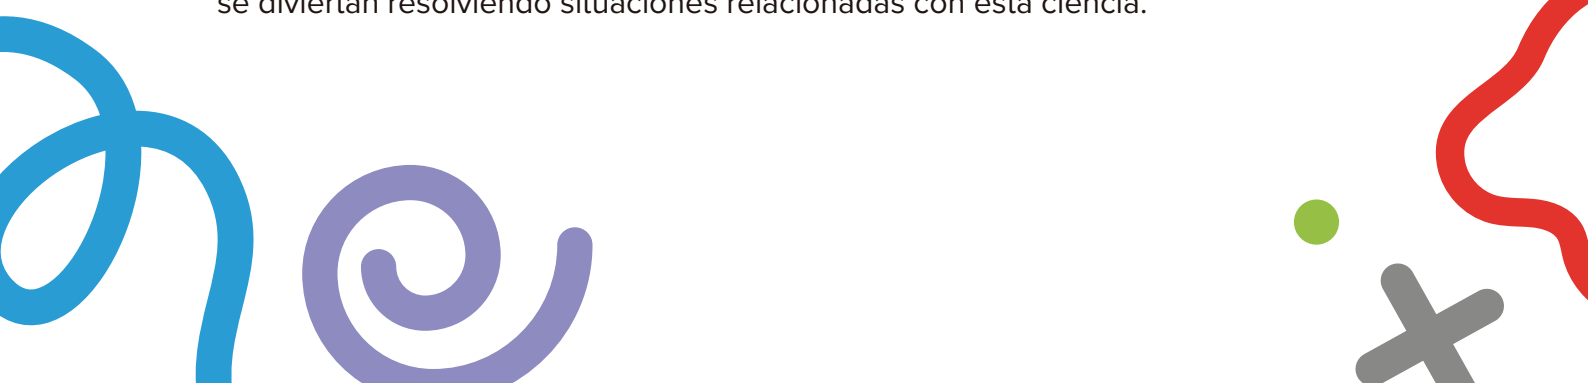 se diviertan resolviendo situaciones relacionadas con esta ciencia.